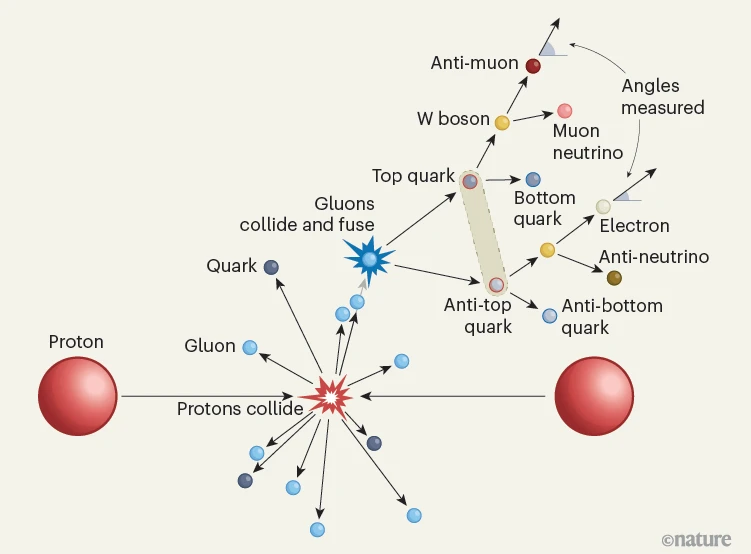 Anti-muon
Angles
measured
W boson
Muon
neutrino
Top quark
Bottom
quark
Gluons
collide and fuse
Electron
Quark
Anti-neutrino
Anti-top
quark
Anti-bottom
quark
Proton
Gluon
Protons collide
©nature